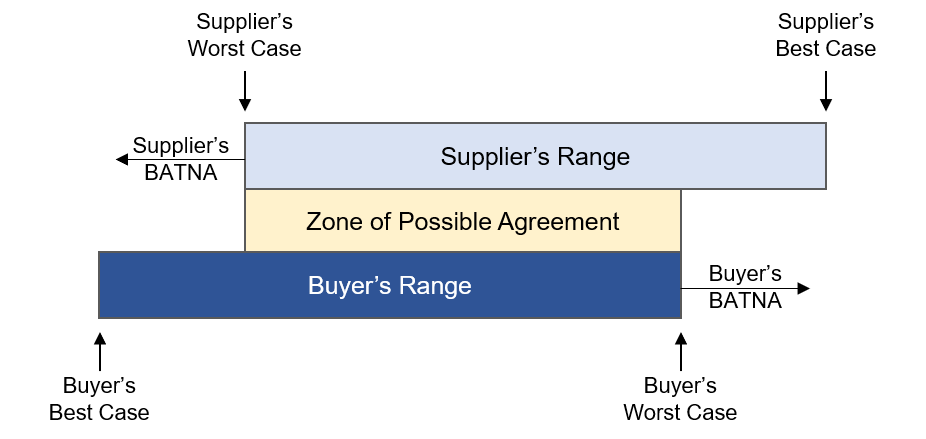 Supplier’s
Worst Case
Supplier’s
Best Case
Supplier’s
BATNA
Supplier’s Range
Zone of Possible Agreement
Buyer’s Range
Buyer’s
BATNA
Buyer’s
Best Case
Buyer’s
Worst Case